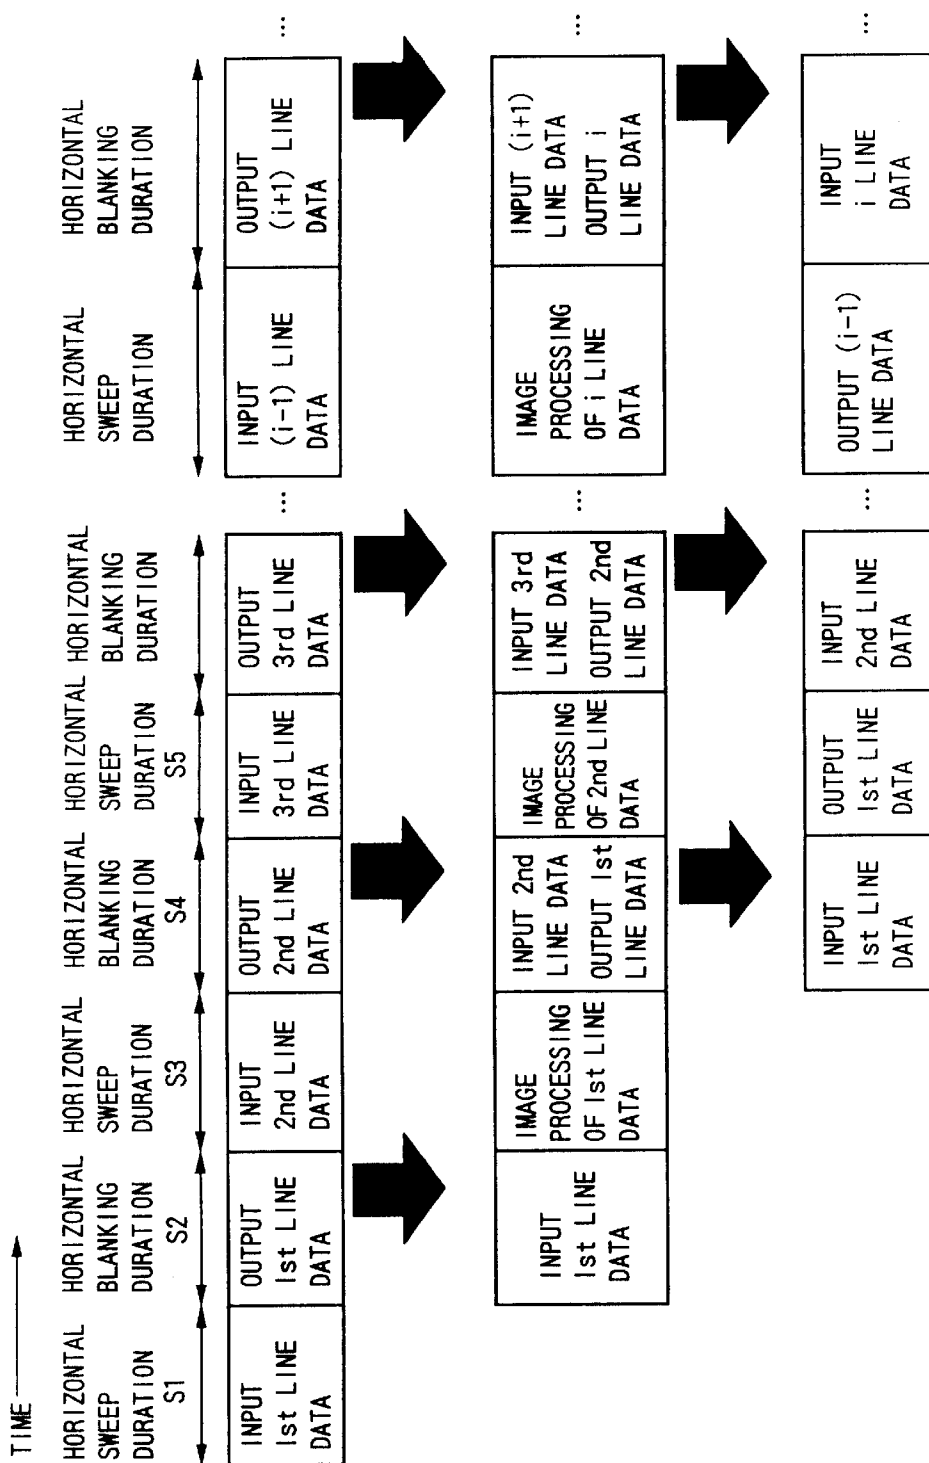 TIME
HORIZONTAL
SWEEP
DURATION
S1
HORIZONTAL
BLANKING
DURATION
S2
HORIZONTAL
SWEEP
DURATION
S3
HORIZONTAL
BLANKING
DURATION
S4
HORIZONTAL
SWEEP
DURATION
S5
HORIZONTAL
BLANKING
DURATION
HORIZONTAL
SWEEP
DURATION
HORIZONTAL
BLANKING
DURATION
INPUT
1st LINE
DATA
OUTPUT
1st LINE
DATA
INPUT
2nd LINE
DATA
OUTPUT
2nd LINE
DATA
INPUT
3rd LINE
DATA
OUTPUT
3rd LINE
DATA
...
INPUT
(i-1) LINE
DATA
OUTPUT
(i+1) LINE
DATA
...
INPUT
1st LINE
DATA
IMAGE
PROCESSING
OF 1st LINE
DATA
INPUT 2nd
LINE DATA
OUTPUT 1st
LINE DATA
IMAGE
PROCESSING
OF 2nd LINE
DATA
INPUT 3rd
LINE DATA
OUTPUT 2nd
LINE DATA
...
IMAGE
PROCESSING
OF i LINE
DATA
INPUT (i+1)
LINE DATA
OUTPUT i
LINE DATA
...
INPUT
1st LINE
DATA
OUTPUT
1st LINE
DATA
INPUT
2nd LINE
DATA
...
OUTPUT (i-1)
LINE DATA
INPUT
i LINE
DATA
...